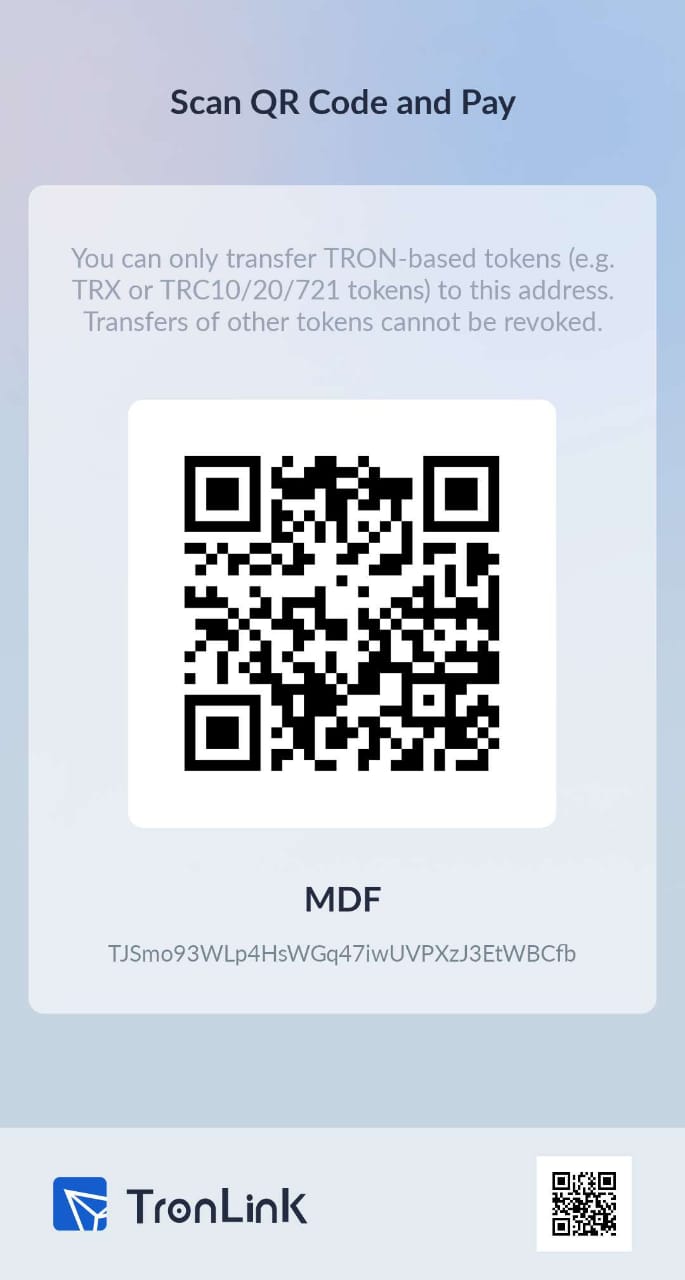 Scan QR Code and Pay
You can only transfer TRON-based tokens (e.g.
TRX or TRC10/20/721 tokens) to this address.
Transfers of other tokens cannot be revoked.
MDF
TJSmo93WLp4HsWGq47iwUVPXzJ3EtWBCfb
TronLink